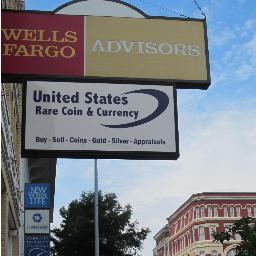 WELLS
FARGO
ADVISORS
United States
Rare Coin & Currency
Buy - Sell - Coins - Gold - Silver - Appraisals
NEW
YORK
LIFE